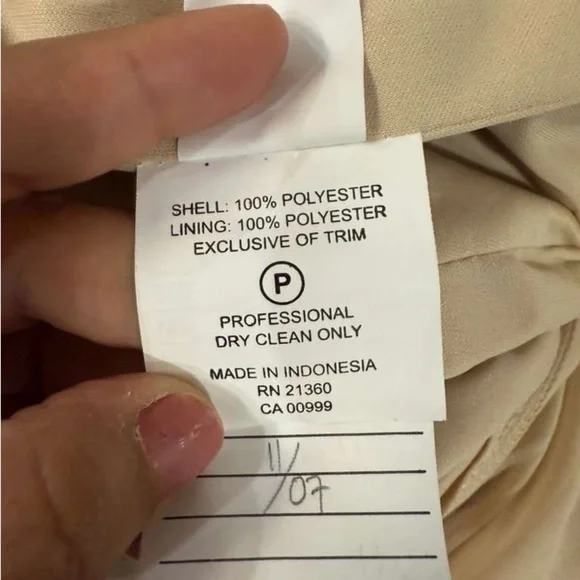 SHELL: 100% POLYESTER
LINING: 100% POLYESTER
EXCLUSIVE OF TRIM
P
PROFESSIONAL
DRY CLEAN ONLY
MADE IN INDONESIA
RN 21360
CA 00999
11/07